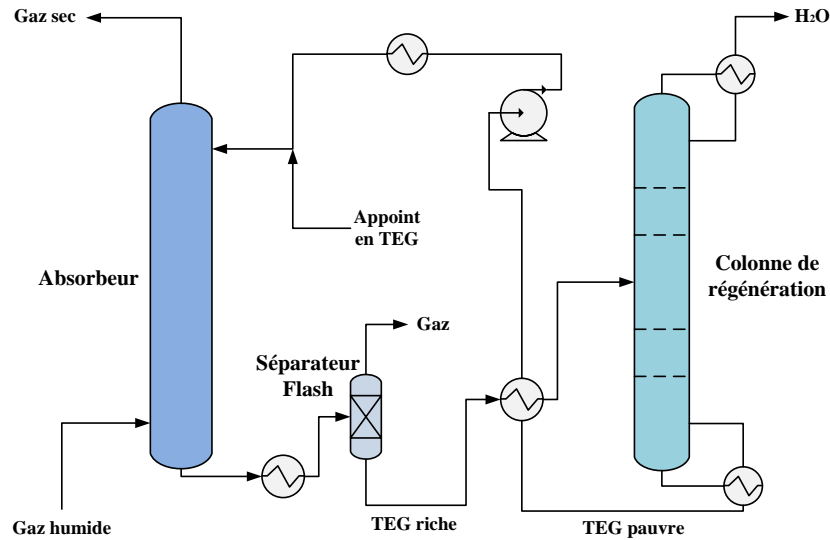 Gaz sec
H2O
Appoint
en TEG
Absorbeur
Colonne de
régénération
Gaz
Séparateur
Flash
Gaz humide
TEG riche
TEG pauvre